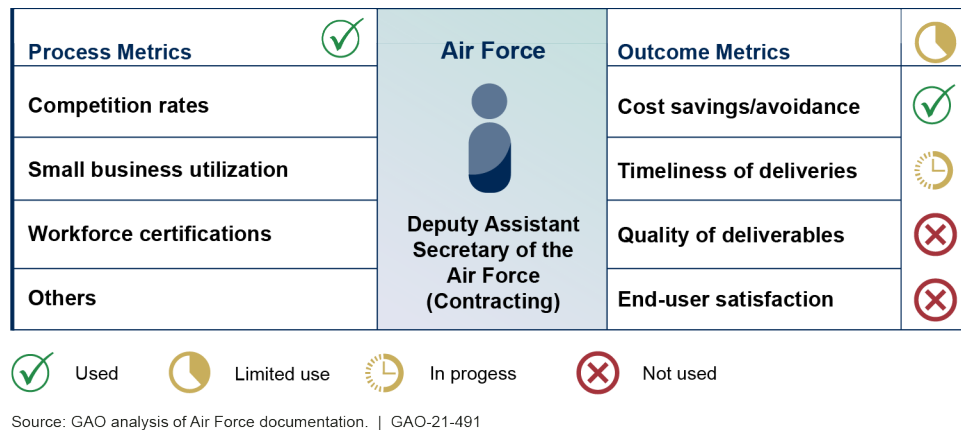 Process Metrics
Air Force
Outcome Metrics
Competition rates
Cost savings/avoidance
Small business utilization
Timeliness of deliveries
Workforce certifications
Deputy Assistant
Secretary of the
Air Force
(Contracting)
Quality of deliverables
Others
End-user satisfaction
Used
Limited use
In progess
Not used
Source: GAO analysis of Air Force documentation. | GAO-21-491